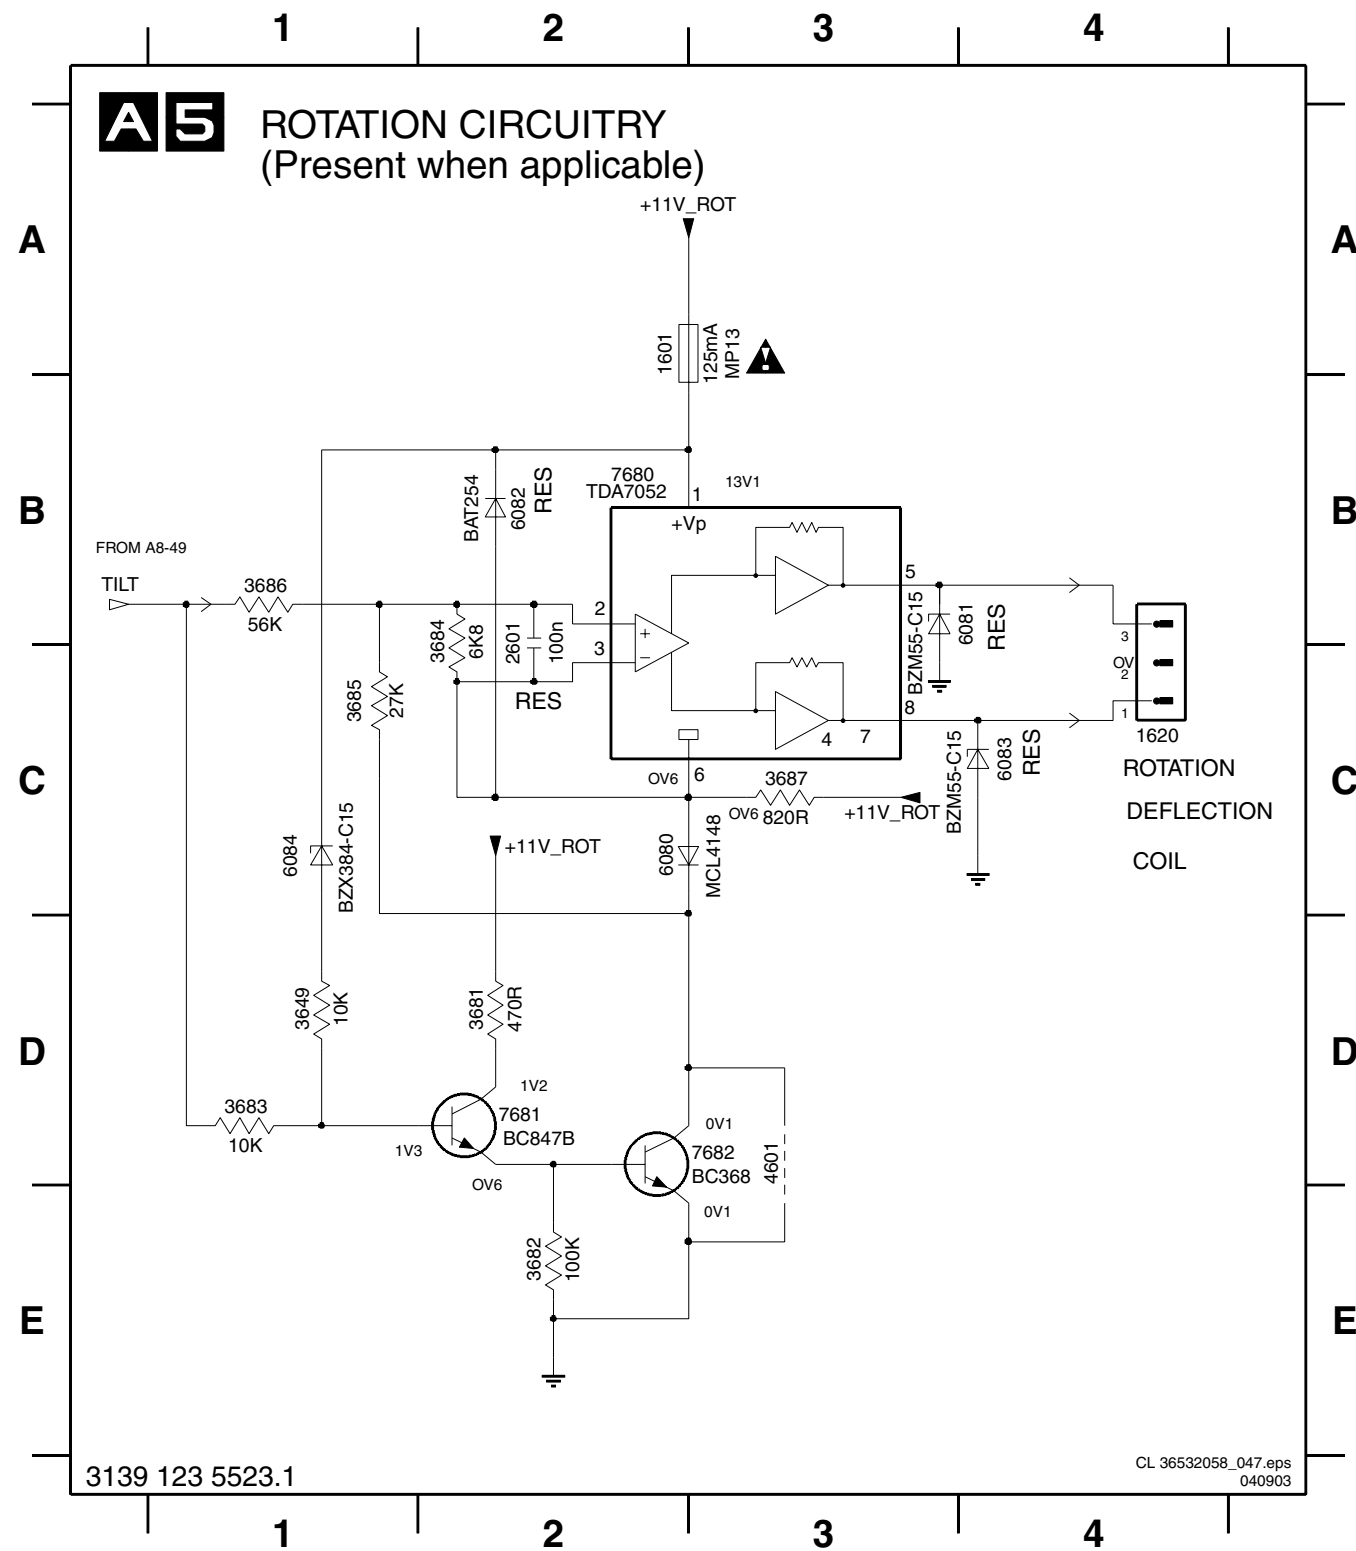 1 2 3 4
A5 ROTATION CIRCUITRY
(Present when applicable)
+11V_ROT
A A
1601
125mA
MP13
7680
TDA7052
13V1
1
+Vp
BAT254
6082
RES
B B
FROM A8-49
TILT
3686
56K
2
3
+
−
5
8
4 7
3684
6K8
2601
100n
RES
3685
27K
BZM55-C15
6081
RES
3
OV
2
1
1620
ROTATION
DEFLECTION
COIL
BZM55-C15
6083
RES
C C
OV6
6
3687
OV6
820R
+11V_ROT
6084
BZX384-C15
+11V_ROT
6080
MCL4148
3649
10K
3681
470R
D D
3683
10K
1V2
7681
BC847B
1V3
OV6
0V1
7682
BC368
4601
0V1
3682
100K
E E
3139 123 5523.1
CL 36532058_047.eps
040903
1 2 3 4